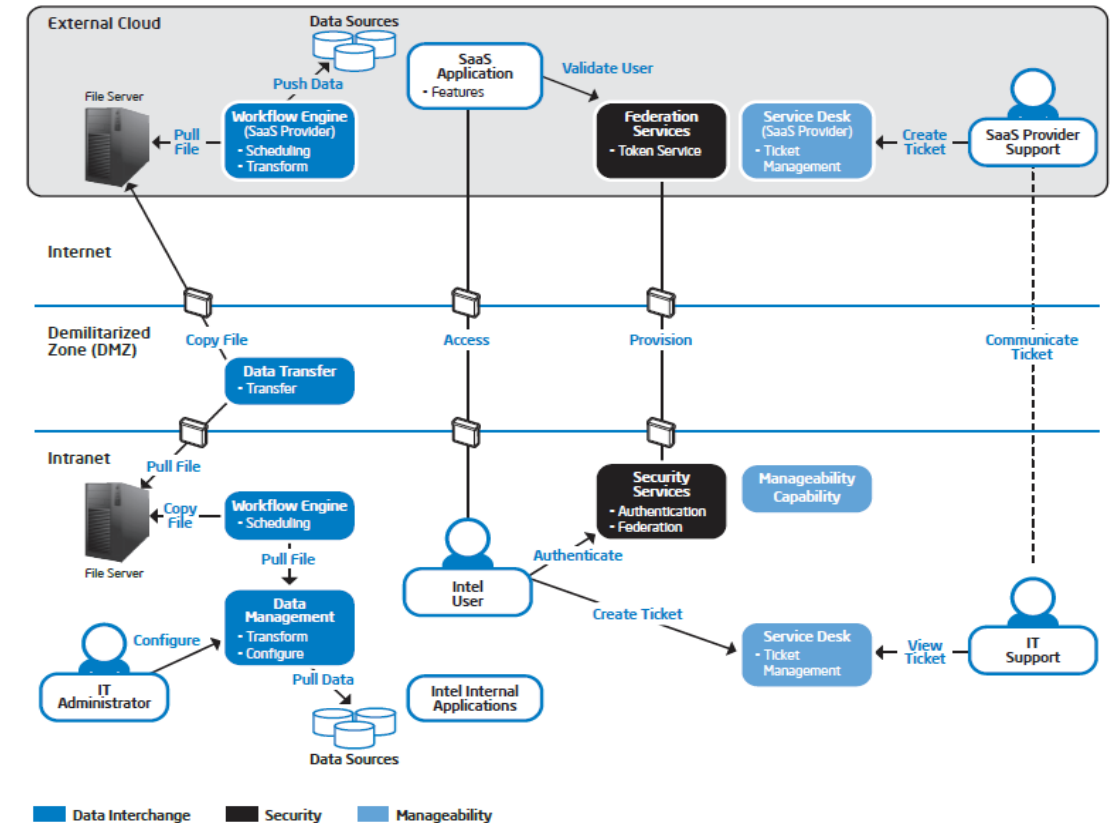 External Cloud
Data Sources
File Server
Push Data
Pull
File
Workflow Engine
(SaaS Provider)
- Scheduling
- Transform
SaaS
Application
- Features
Validate User
Federation
Services
- Token Service
Service Desk
(SaaS Provider)
- Ticket
Management
Create
Ticket
SaaS Provider
Support
Internet
Demilitarized
Zone (DMZ)
Copy File
Access
Provision
Communicate
Ticket
Data Transfer
- Transfer
Intranet
Pull File
Copy
File
File Server
Workflow Engine
- Scheduling
Pull File
Security
Services
- Authentication
- Federation
Manageability
Capability
Authenticate
Intel
User
Create Ticket
Data
Management
- Transform
- Configure
Configure
IT
Administrator
Pull Data
Data Sources
Intel Internal
Applications
Service Desk
- Ticket
Management
View
Ticket
IT
Support
Data Interchange
Security
Manageability